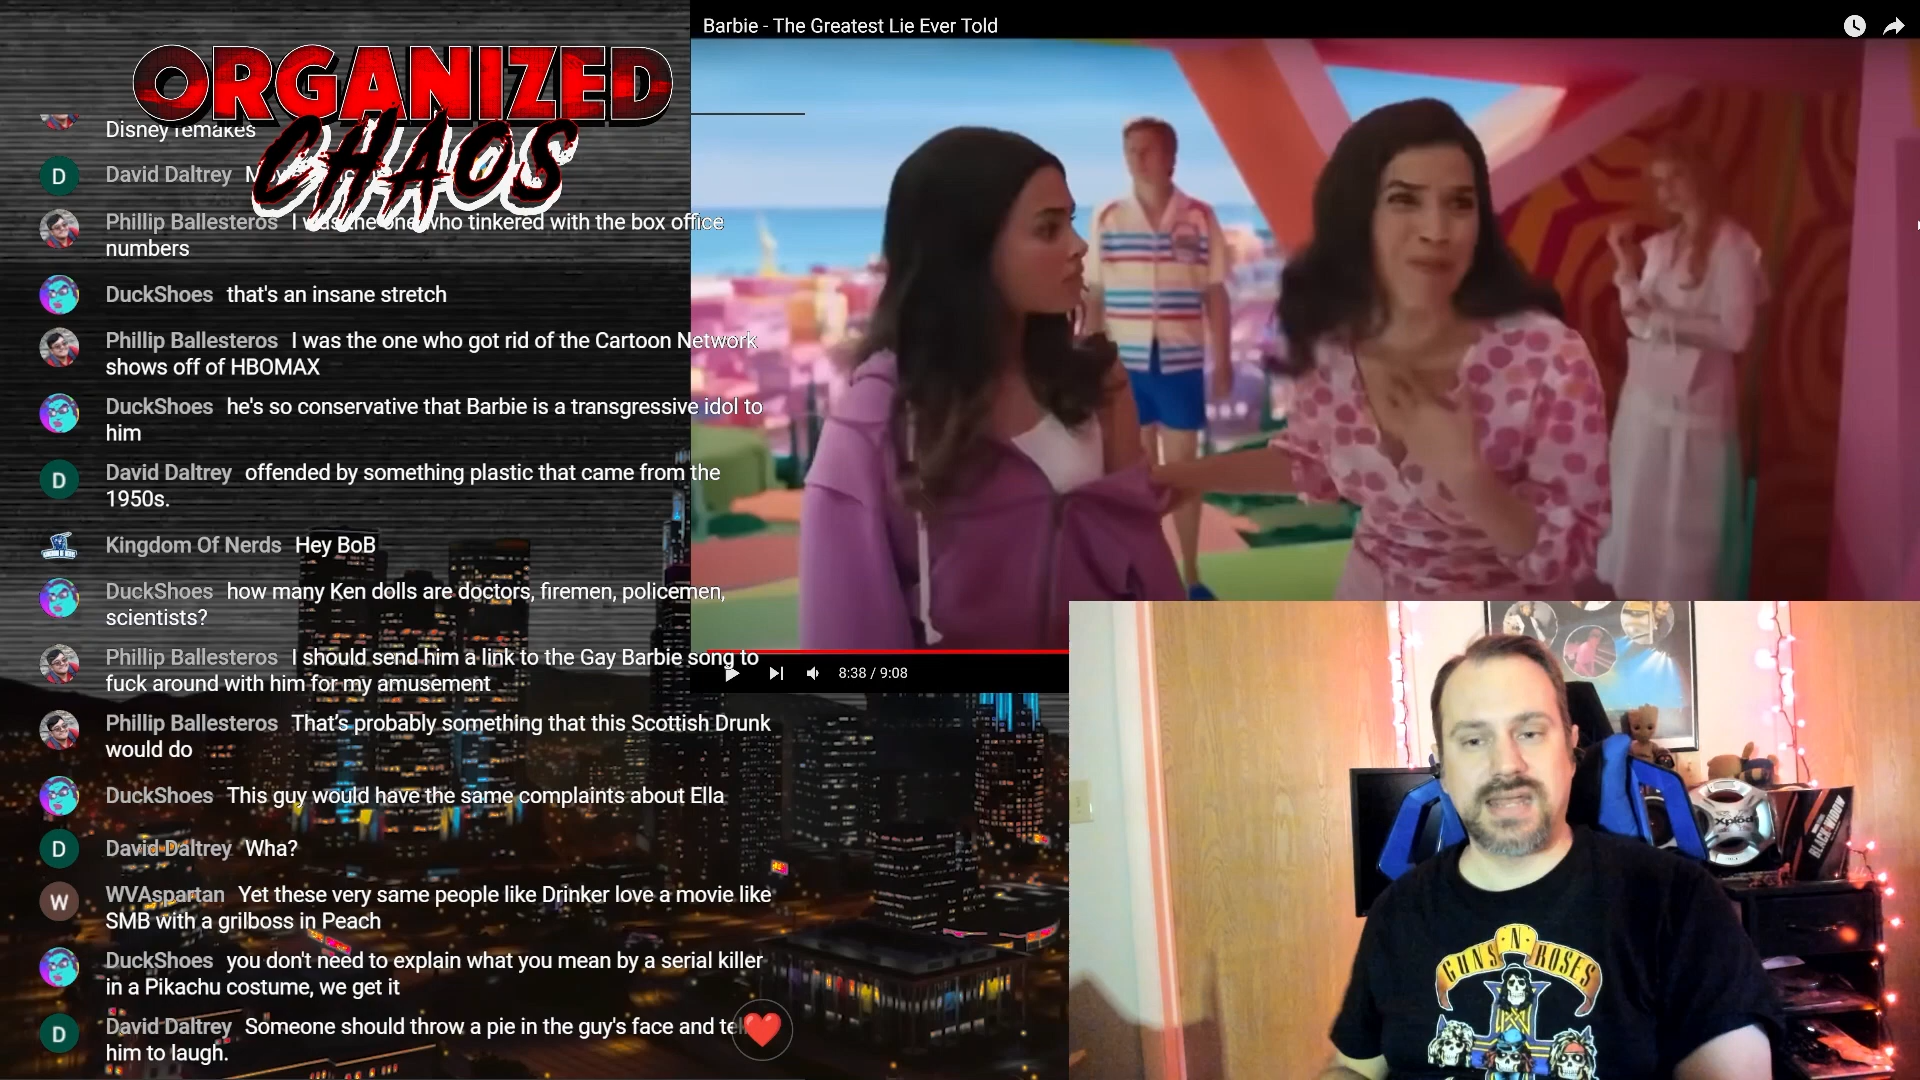 ORGANIZED
CHAOS
Disney remakes
D
David Daltrey
Phillip Ballesteros I was the one who tinkered with the box office
numbers
DuckShoes that's an insane stretch
Phillip Ballesteros I was the one who got rid of the Cartoon Network
shows off of HBOMAX
DuckShoes he's so conservative that Barbie is a transgressive idol to
him
D
David Daltrey offended by something plastic that came from the
1950s.
Kingdom Of Nerds Hey BoB
DuckShoes how many Ken dolls are doctors, firemen, policemen,
scientists?
Phillip Ballesteros I should send him a link to the Gay Barbie song to
fuck around with him for my amusement
Phillip Ballesteros That's probably something that this Scottish Drunk
would do
DuckShoes This guy would have the same complaints about Ella
D
David Daltrey Wha?
W
WVAspartan Yet these very same people like Drinker love a movie like
SMB with a grilboss in Peach
DuckShoes you don't need to explain what you mean by a serial killer
in a Pikachu costume, we get it
D
David Daltrey Someone should throw a pie in the guy's face and
him to laugh.
Barbie - The Greatest Lie Ever Told
8:38 / 9:08
Xplod
BLACK WIDOW
GUNS N ROSES